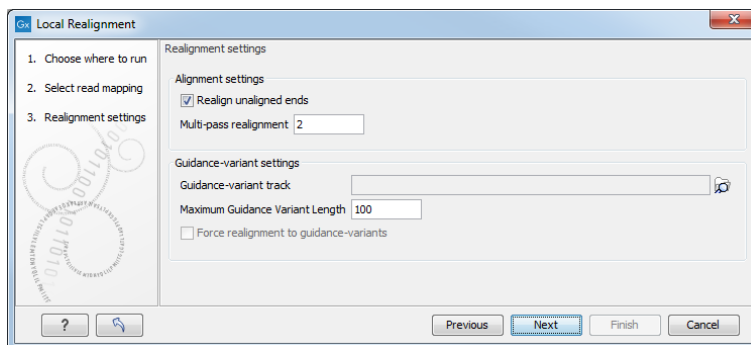 Gx Local Realignment
1. Choose where to run
2. Select read mapping
3. Realignment settings
Realignment settings
Alignment settings
Realign unaligned ends
Multi-pass realignment 2
Guidance-variant settings
Guidance-variant track
Maximum Guidance Variant Length 100
Force realignment to guidance-variants
? Previous Next Finish Cancel